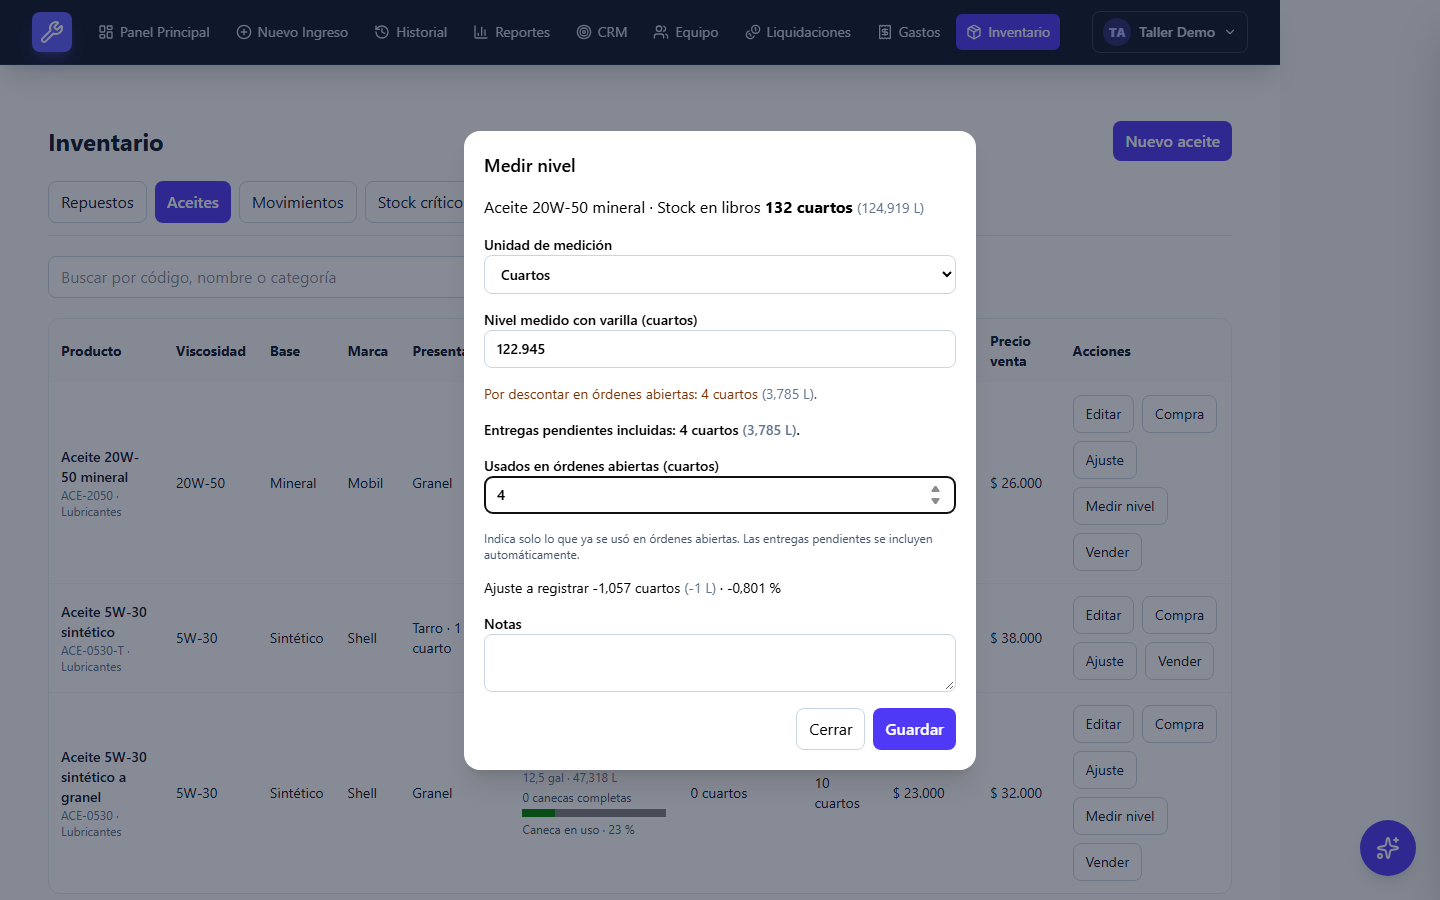 Panel Principal
Nuevo Ingreso
Historial
Reportes
CRM
Equipo
Liquidaciones
Gastos
Inventario
TA
Taller Demo
Inventario
Nuevo aceite
Repuestos
Aceites
Movimientos
Stock crítico
Buscar por código, nombre o categoría
Producto
Viscosidad
Base
Marca
Precio
venta
Acciones
Aceite 20W-
50 mineral
ACE-2050 ·
Lubricantes
20W-50
Mineral
Mobil
Granel
$ 26.000
Editar
Compra
Ajuste
Medir nivel
Vender
Aceite 5W-30
sintético
ACE-0530-T ·
Lubricantes
5W-30
Sintético
Shell
Tarro · 1
cuarto
$ 38.000
Editar
Compra
Ajuste
Vender
Aceite 5W-30
sintético a
granel
ACE-0530 ·
Lubricantes
5W-30
Sintético
Shell
Granel
12,5 gal · 47,318 L
0 canecas completas
Caneca en uso · 23 %
0 cuartos
10
cuartos
$ 23.000
$ 32.000
Editar
Compra
Ajuste
Medir nivel
Vender
Medir nivel
Aceite 20W-50 mineral · Stock en libros 132 cuartos (124,919 L)
Unidad de medición
Cuartos
Nivel medido con varilla (cuartos)
122.945
Por descontar en órdenes abiertas: 4 cuartos (3,785 L).
Entregas pendientes incluidas: 4 cuartos (3,785 L).
Usados en órdenes abiertas (cuartos)
4
Indica solo lo que ya se usó en órdenes abiertas. Las entregas pendientes se incluyen
automáticamente.
Ajuste a registrar -1,057 cuartos (-1 L) · -0,801 %
Notas
Cerrar
Guardar